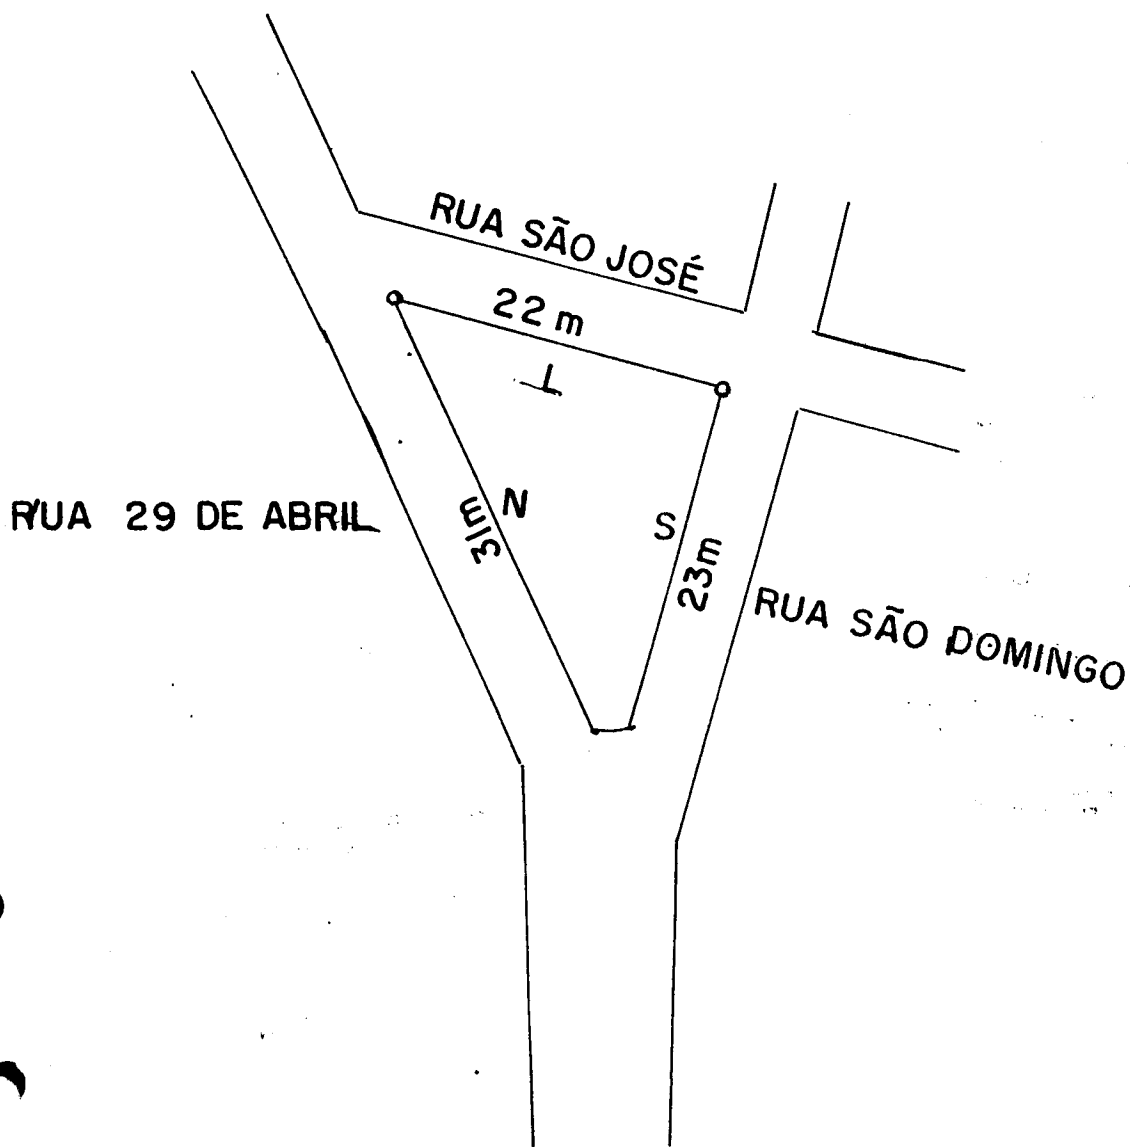 RUA SÃO JOSÉ
22 m
L
RUA 29 DE ABRIL
31m
N
S
23m
RUA SÃO DOMINGO